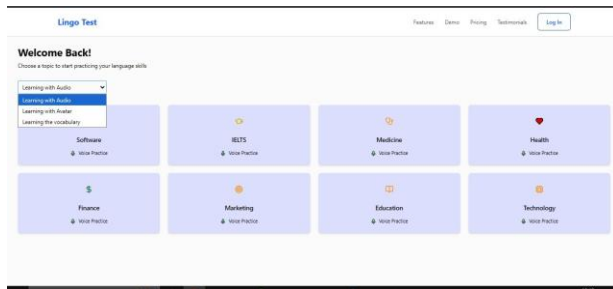 Lingo Test
Features Demo Pricing Testimonials Log In
Welcome Back!
Choose a topic to start practicing your language skills
Learning with Audio
Learning with Audio
Learning with Avatar
Learning the vocabulary
Software IELTS Medicine Health
Voice Practice Voice Practice Voice Practice Voice Practice
Finance Marketing Education Technology
Voice Practice Voice Practice Voice Practice Voice Practice